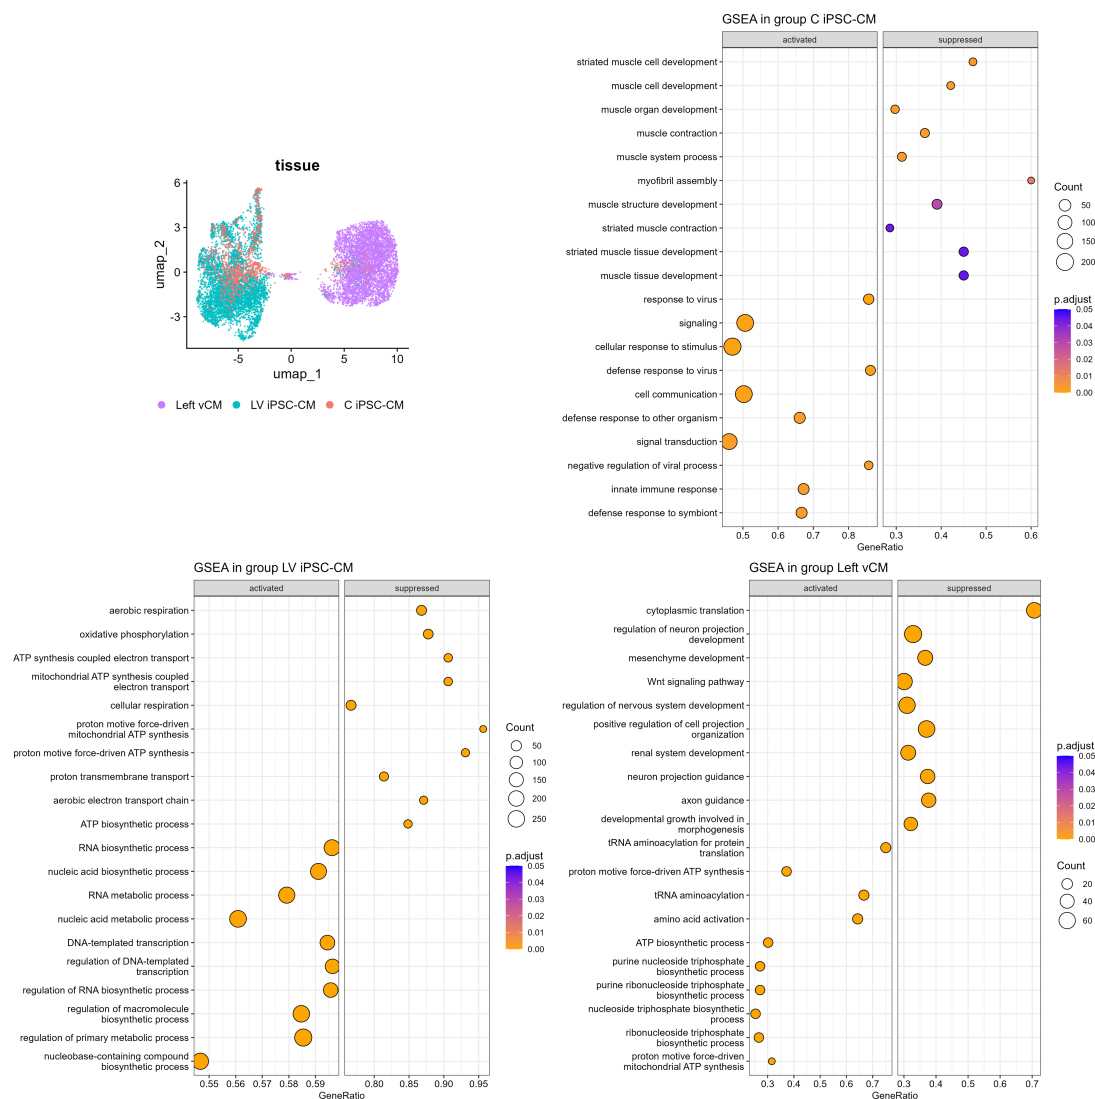 tissue
6
3
0
-3
umap_2
-5
0
5
10
umap_1
Left vCM
LV iPSC-CM
C iPSC-CM
GSEA in group C iPSC-CM
activated
suppressed
striated muscle cell development
muscle cell development
muscle organ development
muscle contraction
muscle system process
myofibril assembly
muscle structure development
striated muscle contraction
striated muscle tissue development
muscle tissue development
response to virus
signaling
cellular response to stimulus
defense response to virus
cell communication
defense response to other organism
signal transduction
negative regulation of viral process
innate immune response
defense response to symbiont
0.5 0.6 0.7 0.8
0.3 0.4 0.5 0.6
GeneRatio
Count
50
100
150
200
p.adjust
0.05
0.04
0.03
0.02
0.01
0.00
GSEA in group LV iPSC-CM
activated
suppressed
aerobic respiration
oxidative phosphorylation
ATP synthesis coupled electron transport
mitochondrial ATP synthesis coupled
electron transport
cellular respiration
proton motive force-driven
mitochondrial ATP synthesis
proton motive force-driven ATP synthesis
proton transmembrane transport
aerobic electron transport chain
ATP biosynthetic process
RNA biosynthetic process
nucleic acid biosynthetic process
RNA metabolic process
nucleic acid metabolic process
DNA-templated transcription
regulation of DNA-templated
transcription
regulation of RNA biosynthetic process
regulation of macromolecule
biosynthetic process
regulation of primary metabolic process
nucleobase-containing compound
biosynthetic process
0.55 0.56 0.57 0.58 0.59
0.80 0.85 0.90 0.95
GeneRatio
Count
50
100
150
200
250
p.adjust
0.05
0.04
0.03
0.02
0.01
0.00
GSEA in group Left vCM
activated
suppressed
cytoplasmic translation
regulation of neuron projection
development
mesenchyme development
Wnt signaling pathway
regulation of nervous system development
positive regulation of cell projection
organization
renal system development
neuron projection guidance
axon guidance
developmental growth involved in
morphogenesis
tRNA aminoacylation for protein
translation
proton motive force-driven ATP synthesis
tRNA aminoacylation
amino acid activation
ATP biosynthetic process
purine nucleoside triphosphate
biosynthetic process
purine ribonucleoside triphosphate
biosynthetic process
nucleoside triphosphate biosynthetic
process
ribonucleoside triphosphate
biosynthetic process
proton motive force-driven
mitochondrial ATP synthesis
0.3 0.4 0.5 0.6 0.7
0.3 0.4 0.5 0.6 0.7
GeneRatio
p.adjust
0.05
0.04
0.03
0.02
0.01
0.00
Count
20
40
60